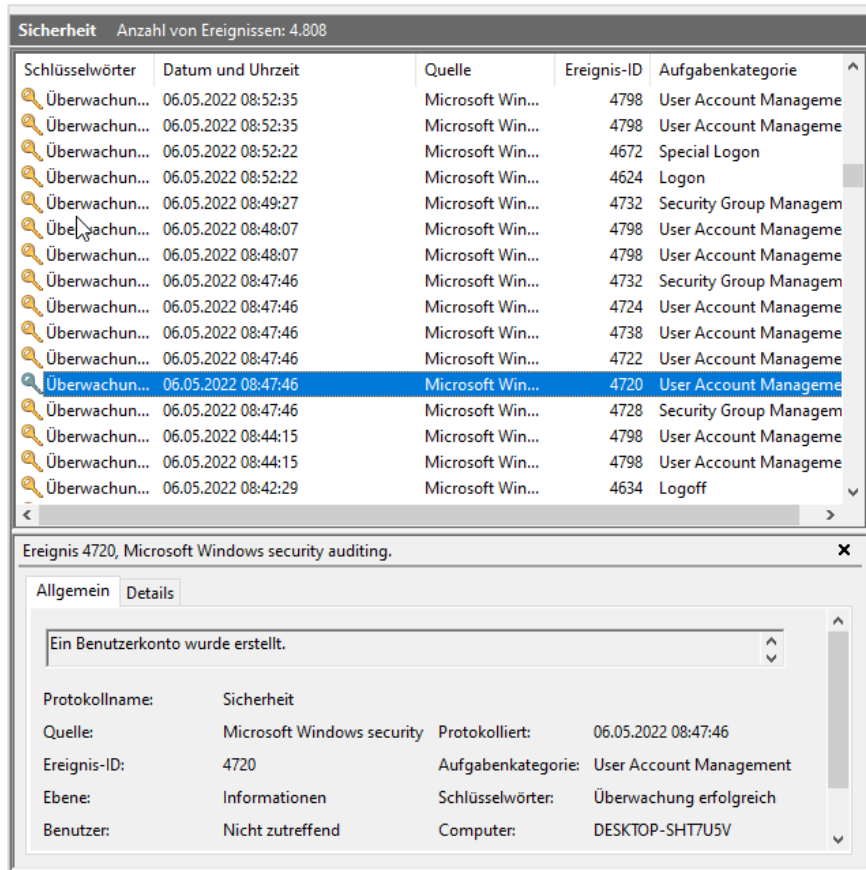 Sicherheit Anzahl von Ereignissen: 4.808
Schlüsselwörter Datum und Uhrzeit Quelle Ereignis-ID Aufgabenkategorie
Überwachun... 06.05.2022 08:52:35 Microsoft Win... 4798 User Account Manageme
Überwachun... 06.05.2022 08:52:35 Microsoft Win... 4798 User Account Manageme
Überwachun... 06.05.2022 08:52:22 Microsoft Win... 4672 Special Logon
Überwachun... 06.05.2022 08:52:22 Microsoft Win... 4624 Logon
Überwachun... 06.05.2022 08:49:27 Microsoft Win... 4732 Security Group Managem
Überwachun... 06.05.2022 08:48:07 Microsoft Win... 4798 User Account Manageme
Überwachun... 06.05.2022 08:48:07 Microsoft Win... 4798 User Account Manageme
Überwachun... 06.05.2022 08:47:46 Microsoft Win... 4732 Security Group Managem
Überwachun... 06.05.2022 08:47:46 Microsoft Win... 4724 User Account Manageme
Überwachun... 06.05.2022 08:47:46 Microsoft Win... 4738 User Account Manageme
Überwachun... 06.05.2022 08:47:46 Microsoft Win... 4722 User Account Manageme
Überwachun... 06.05.2022 08:47:46 Microsoft Win... 4720 User Account Manageme
Überwachun... 06.05.2022 08:47:46 Microsoft Win... 4728 Security Group Managem
Überwachun... 06.05.2022 08:44:15 Microsoft Win... 4798 User Account Manageme
Überwachun... 06.05.2022 08:44:15 Microsoft Win... 4798 User Account Manageme
Überwachun... 06.05.2022 08:42:29 Microsoft Win... 4634 Logoff
Ereignis 4720, Microsoft Windows security auditing.
Allgemein Details
Ein Benutzerkonto wurde erstellt.
Protokollname: Sicherheit
Quelle: Microsoft Windows security Protokolliert: 06.05.2022 08:47:46
Ereignis-ID: 4720 Aufgabenkategorie: User Account Management
Ebene: Informationen Schlüsselwörter: Überwachung erfolgreich
Benutzer: Nicht zutreffend Computer: DESKTOP-SHT7U5V